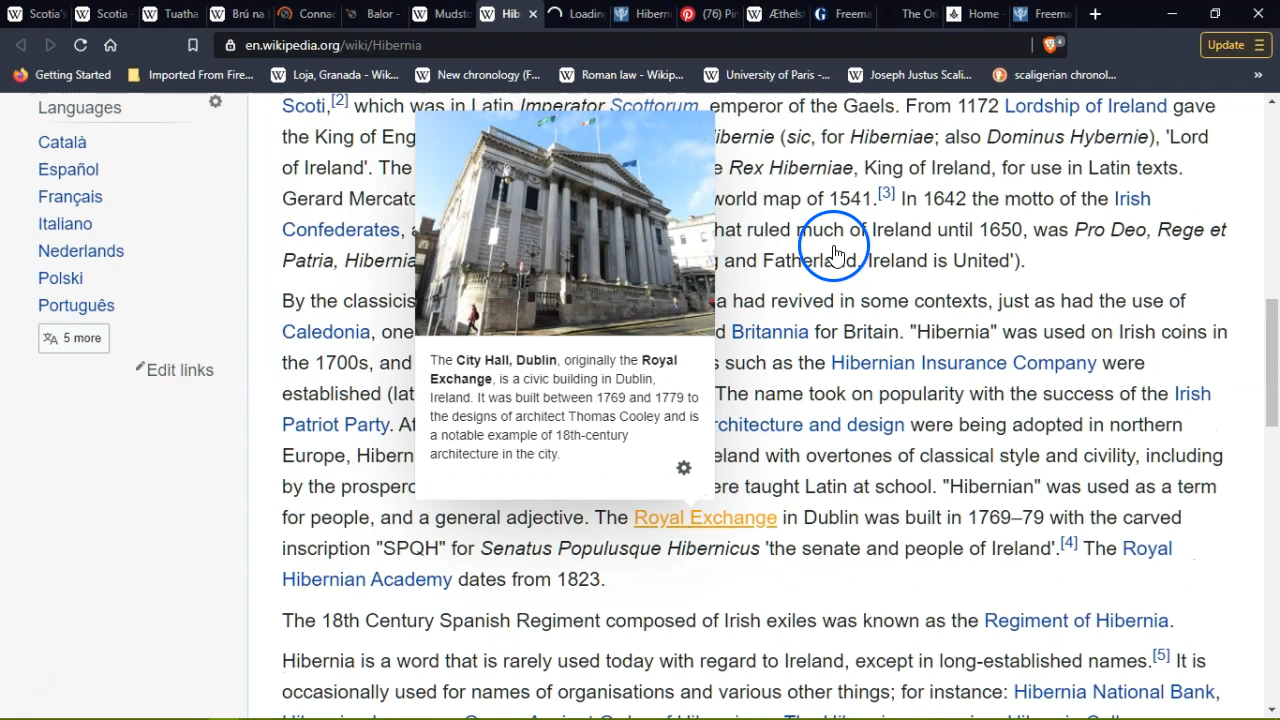 Scotia's
Scotia -
Tuatha
Brú na
Connac
Balor -
Mudsto
Hib
Loadin
Hiberni
(76) Pi
Æthels
Freema
The On
Home -
Freema
en.wikipedia.org/wiki/Hibernia
4
Update
Getting Started
Imported From Fire...
Loja, Granada - Wik...
New chronology (F...
Roman law - Wikip...
University of Paris -...
Joseph Justus Scali...
scaligerian chronol...
»
Languages
Català
Español
Français
Italiano
Nederlands
Polski
Português
5 more
Edit links
Scoti,[2] which was in Latin Imperator Scottorum, emperor of the Gaels. From 1172 Lordship of Ireland gave
the King of Eng ibernie (sic, for Hiberniae; also Dominus Hybernie), 'Lord
of Ireland'. The Rex Hiberniae, King of Ireland, for use in Latin texts.
Gerard Mercato world map of 1541.[3] In 1642 the motto of the Irish
Confederates, hat ruled much of Ireland until 1650, was Pro Deo, Rege et
Patria, Hibernia and Fatherland, Ireland is United').
By the classicis a had revived in some contexts, just as had the use of
Caledonia, one Britannia for Britain. "Hibernia" was used on Irish coins in
the 1700s, and s such as the Hibernian Insurance Company were
established (lat The name took on popularity with the success of the Irish
Patriot Party. At rchitecture and design were being adopted in northern
Europe, Hibern eland with overtones of classical style and civility, including
by the prospero ere taught Latin at school. "Hibernian" was used as a term
for people, and a general adjective. The Royal Exchange in Dublin was built in 1769–79 with the carved
inscription "SPQH" for Senatus Populusque Hibernicus 'the senate and people of Ireland'.[4] The Royal
Hibernian Academy dates from 1823.
The 18th Century Spanish Regiment composed of Irish exiles was known as the Regiment of Hibernia.
Hibernia is a word that is rarely used today with regard to Ireland, except in long-established names.[5] It is
occasionally used for names of organisations and various other things; for instance: Hibernia National Bank,
The City Hall, Dublin, originally the Royal
Exchange, is a civic building in Dublin,
Ireland. It was built between 1769 and 1779 to
the designs of architect Thomas Cooley and is
a notable example of 18th-century
architecture in the city.